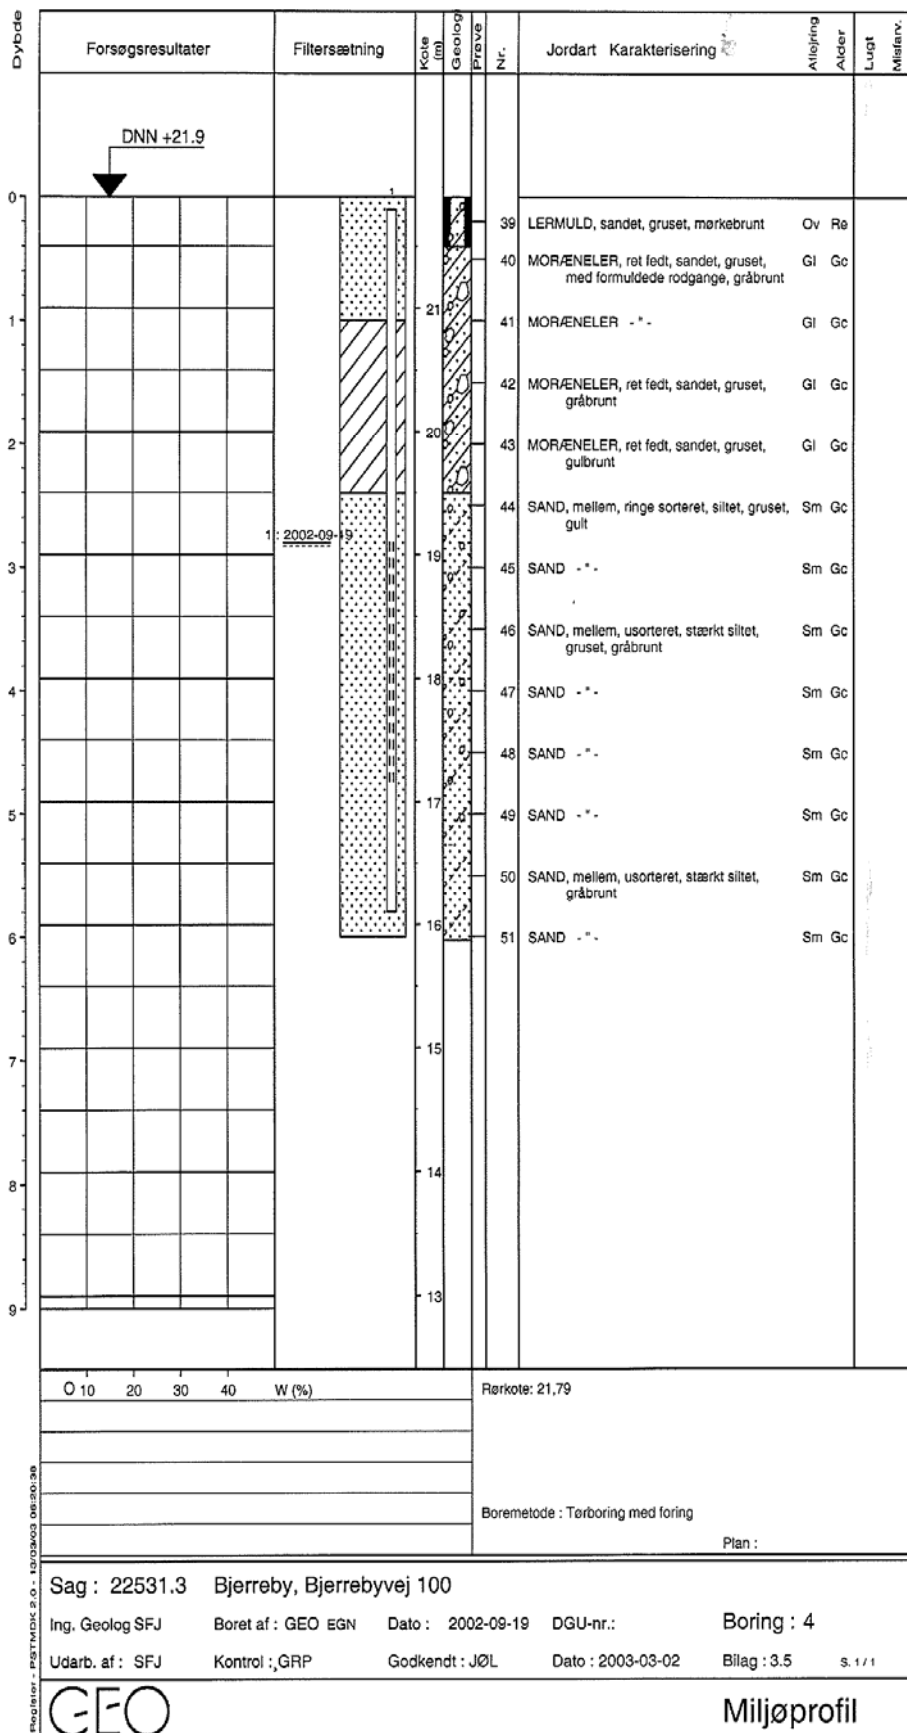 Dybde
Forsøgsresultater
Filtersætning
Kote (m)
Geologi
Prøve
Nr.
Jordart Karakterisering
Aflejring
Alder
Lugt
Misfarv.
DNN +21.9
0
1
2
3
4
5
6
7
8
9
1
1 : 2002-09-19
21
20
19
18
17
16
15
14
13
39 LERMULD, sandet, gruset, mørkebrunt Ov Re
40 MORÆNELER, ret fedt, sandet, gruset, Gl Gc
med formuldede rodgange, gråbrunt
41 MORÆNELER - " - Gl Gc
42 MORÆNELER, ret fedt, sandet, gruset, Gl Gc
gråbrunt
43 MORÆNELER, ret fedt, sandet, gruset, Gl Gc
gulbrunt
44 SAND, mellem, ringe sorteret, siltet, gruset, Sm Gc
gult
45 SAND - " - Sm Gc
46 SAND, mellem, usorteret, stærkt siltet, Sm Gc
gruset, gråbrunt
47 SAND - " - Sm Gc
48 SAND - " - Sm Gc
49 SAND - " - Sm Gc
50 SAND, mellem, usorteret, stærkt siltet, Sm Gc
gråbrunt
51 SAND - " - Sm Gc
O 10 20 30 40 W (%)
Rørkote: 21,79
Boremetode : Tørboring med foring
Plan :
Sag : 22531.3 Bjerreby, Bjerrebyvej 100
Ing. Geolog SFJ Boret af : GEO EGN Dato : 2002-09-19 DGU-nr.: Boring : 4
Udarb. af : SFJ Kontrol : GRP Godkendt : JØL Dato : 2003-03-02 Bilag : 3.5 S. 1 / 1
GEO
Miljøprofil
Register - PSTMDK 2.0 - 13/03/03